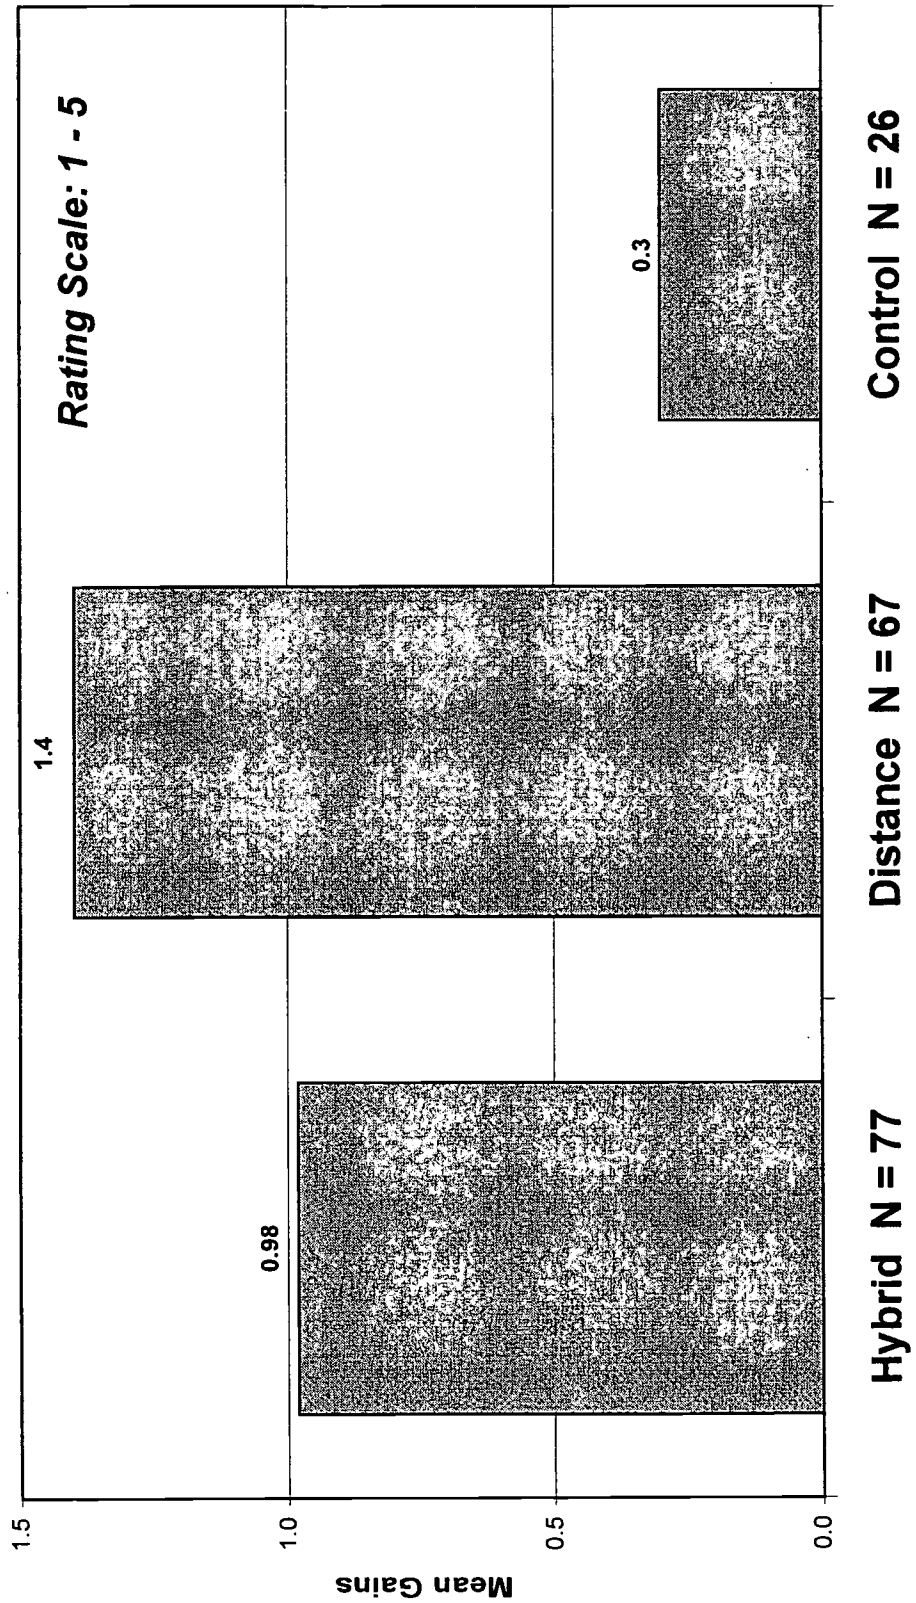 Rating Scale: 1 - 5
1.5
1.0
0.5
0.0
Mean Gains
0.98
1.4
0.3
Hybrid N = 77
Distance N = 67
Control N = 26